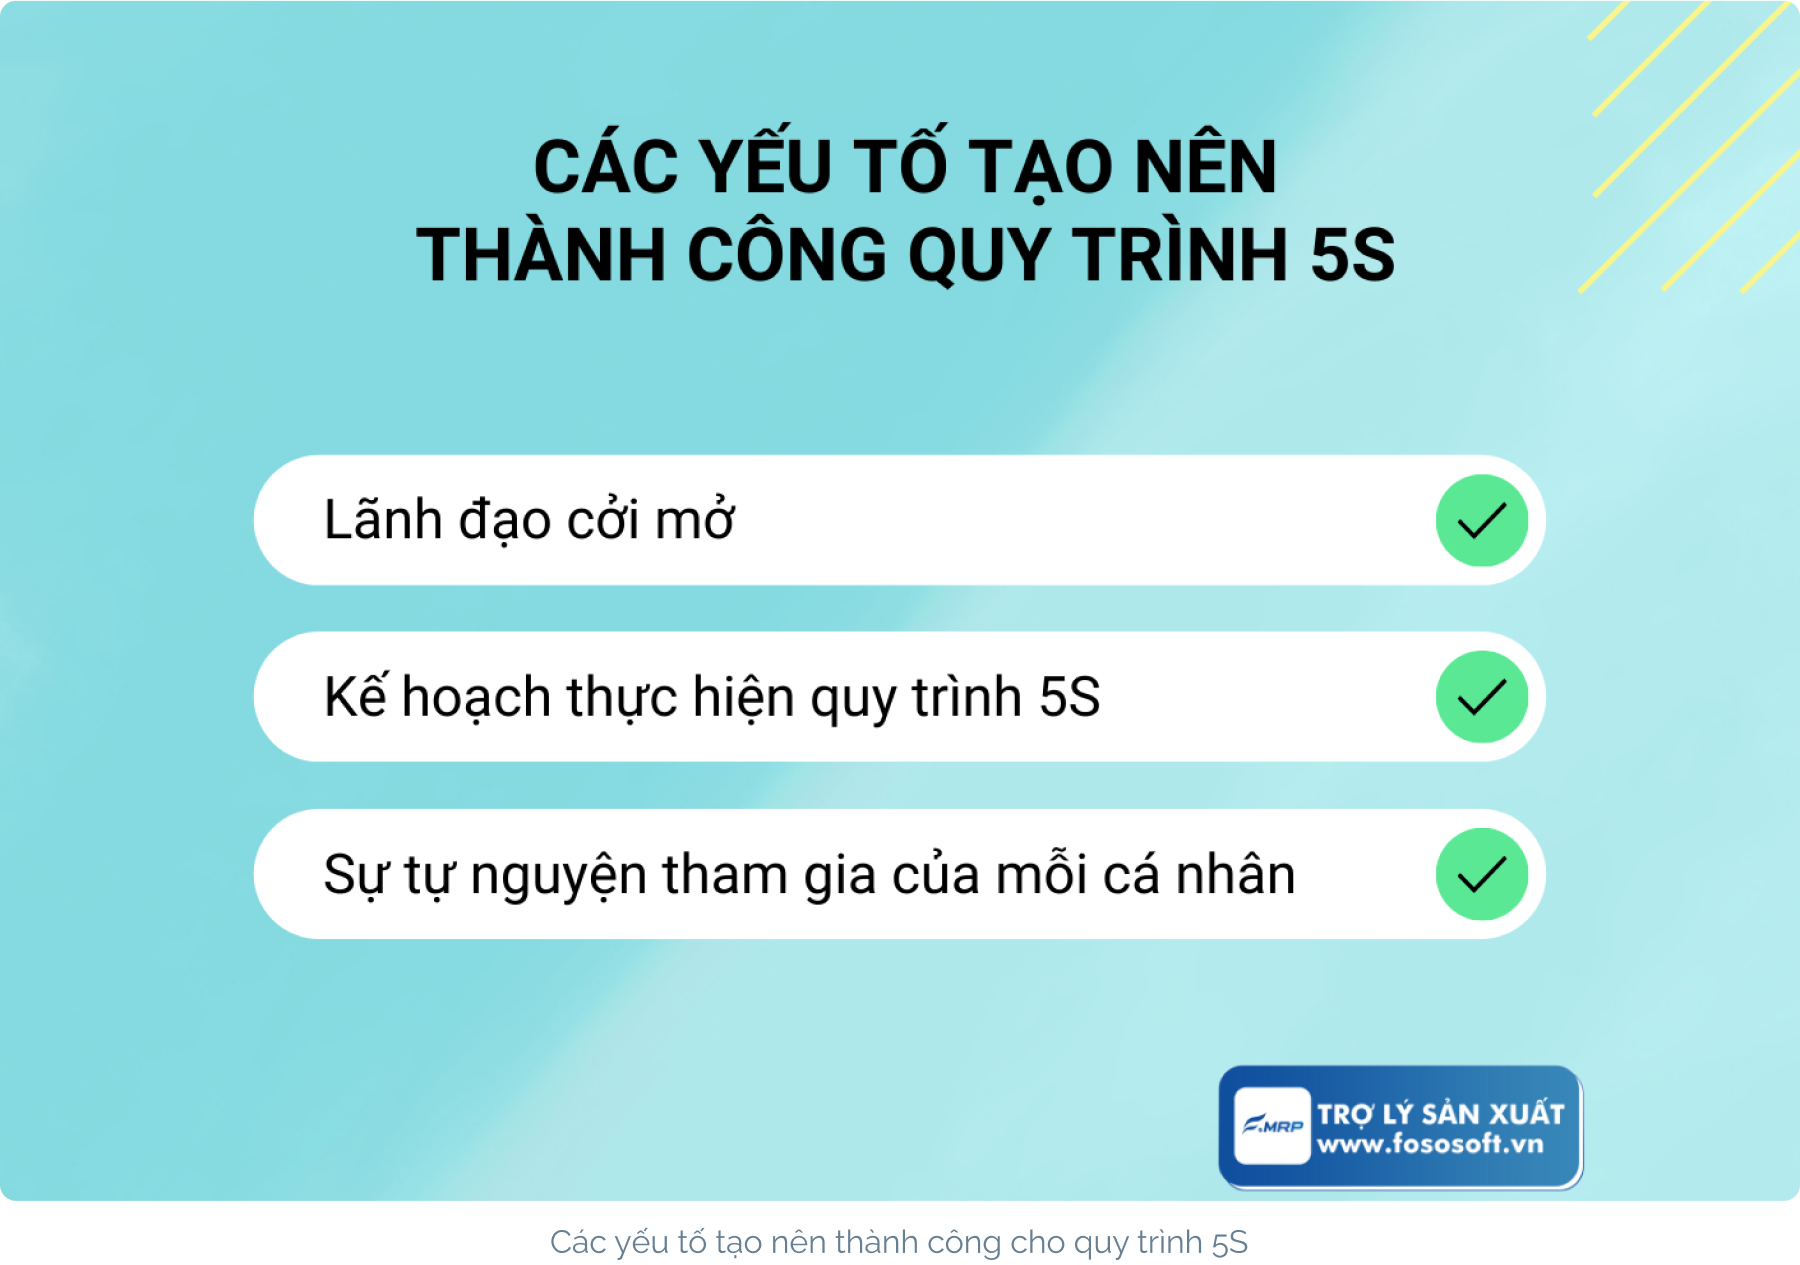 CÁC YẾU TỐ TẠO NÊN
THÀNH CÔNG QUY TRÌNH 5S
Lãnh đạo cởi mở
Kế hoạch thực hiện quy trình 5S
Sự tự nguyện tham gia của mỗi cá nhân
F.MRP
TRỢ LÝ SẢN XUẤT
www.fososoft.vn
Các yếu tố tạo nên thành công cho quy trình 5S